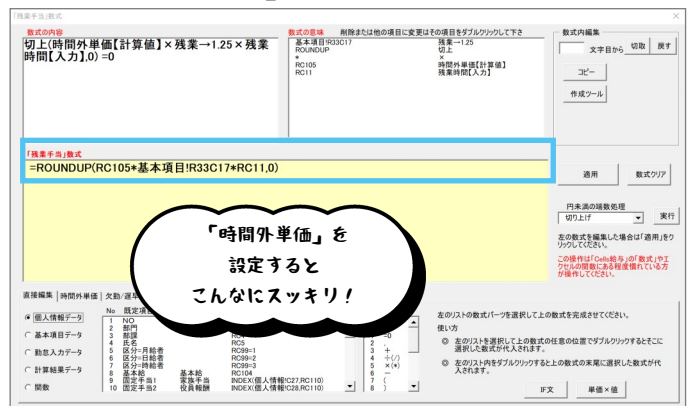 「残業手当」数式
数式の内容
切上(時間外単価【計算値】×残業→1.25×残業
時間【入力】,0) =0
数式の意味 削除または他の項目に変更はその項目をダブルクリックして下さ
基本項目!R33C17 残業→1.25
ROUNDUP 切上
* ×
RC105 時間外単価【計算値】
RC11 残業時間【入力】
数式内編集
文字目から 切取 戻す
コピー
作成ツール
「残業手当」数式
=ROUNDUP(RC105*基本項目!R33C17*RC11,0)
適用 数式クリア
円未満の端数処理
切り上げ 実行
左の数式を編集した場合は「適用」をク
リックしてください。
この操作は「Cells給与」の「数式」やエ
クセルの関数にある程度慣れている方
が操作してください。
「時間外単価」を
設定すると
こんなにスッキリ!
直接編集 時間外単価 欠勤/遅早
個人情報データ
基本項目データ
勤怠入力データ
計算結果データ
関数
No 既定項目
1 NO
2 部門
3 部課
4 氏名 RC5
5 区分=月給者 RC99=1
6 区分=日給者 RC99=2
7 区分=時給者 RC99=3
8 基本給 基本給 RC104
9 固定手当1 家族手当 INDEX(個人情報!C27,RC110)
10 固定手当2 役員報酬 INDEX(個人情報!C28,RC110)
2 ,
3 +
4 ÷(/)
5 ×(*)
6 −
7 (
8 )
左のリストの数式パーツを選択して上の数式を完成させてください。
使い方
◎ 左のリストを選択して上の数式の任意の位置でダブルクリックするとそこに
選択した数式が代入されます。
◎ 左のリスト内をダブルクリックすると上の数式の末尾に選択した数式が代
入されます。
IF文 単価×値